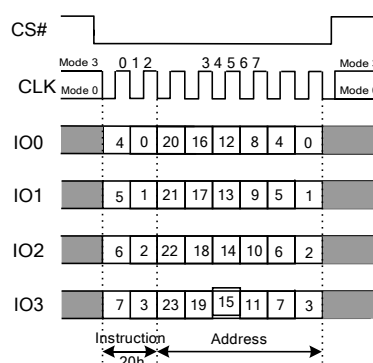 CS#
Mode 3 0 1 2 3 4 5 6 7 Mode 3
CLK Mode 0 Mode
IO0 4 0 20 16 12 8 4 0
IO1 5 1 21 17 13 9 5 1
IO2 6 2 22 18 14 10 6 2
IO3 7 3 23 19 15 11 7 3
Instruction Address
20h